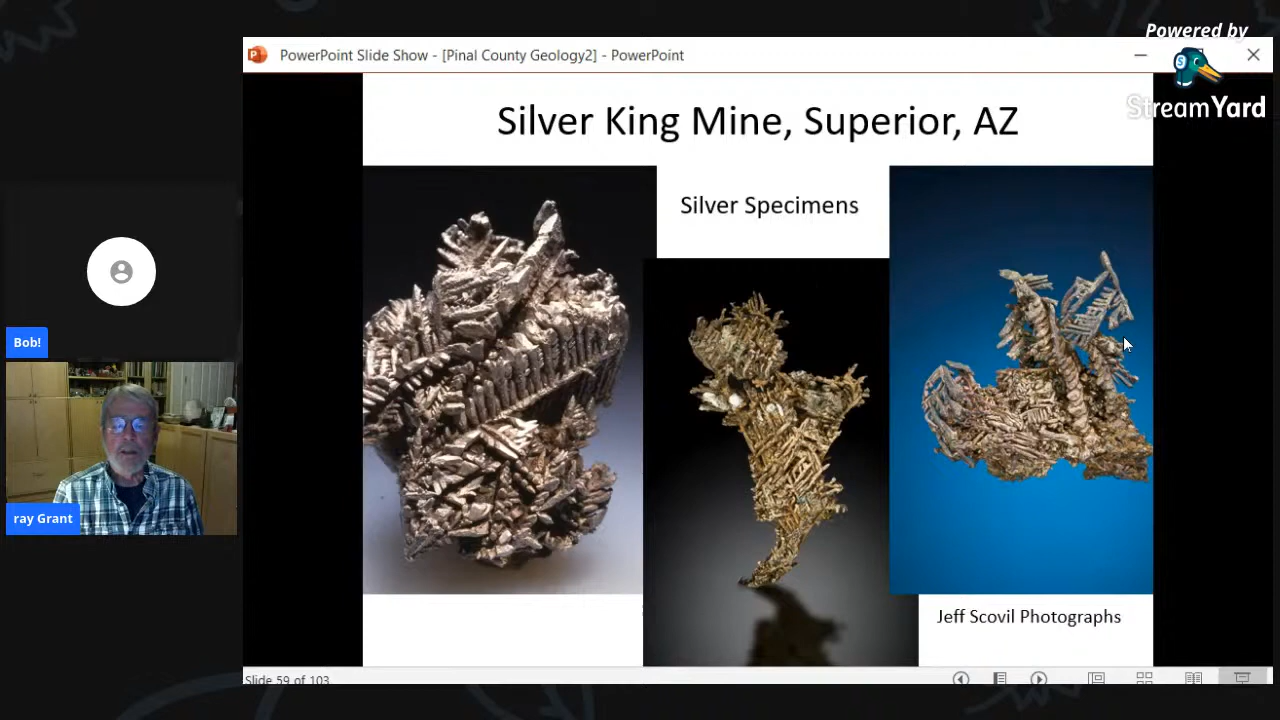 Powered by
StreamYard
PowerPoint Slide Show - [Pinal County Geology2] - PowerPoint
Silver King Mine, Superior, AZ
Silver Specimens
Bob!
ray Grant
Jeff Scovil Photographs
Slide 59 of 103